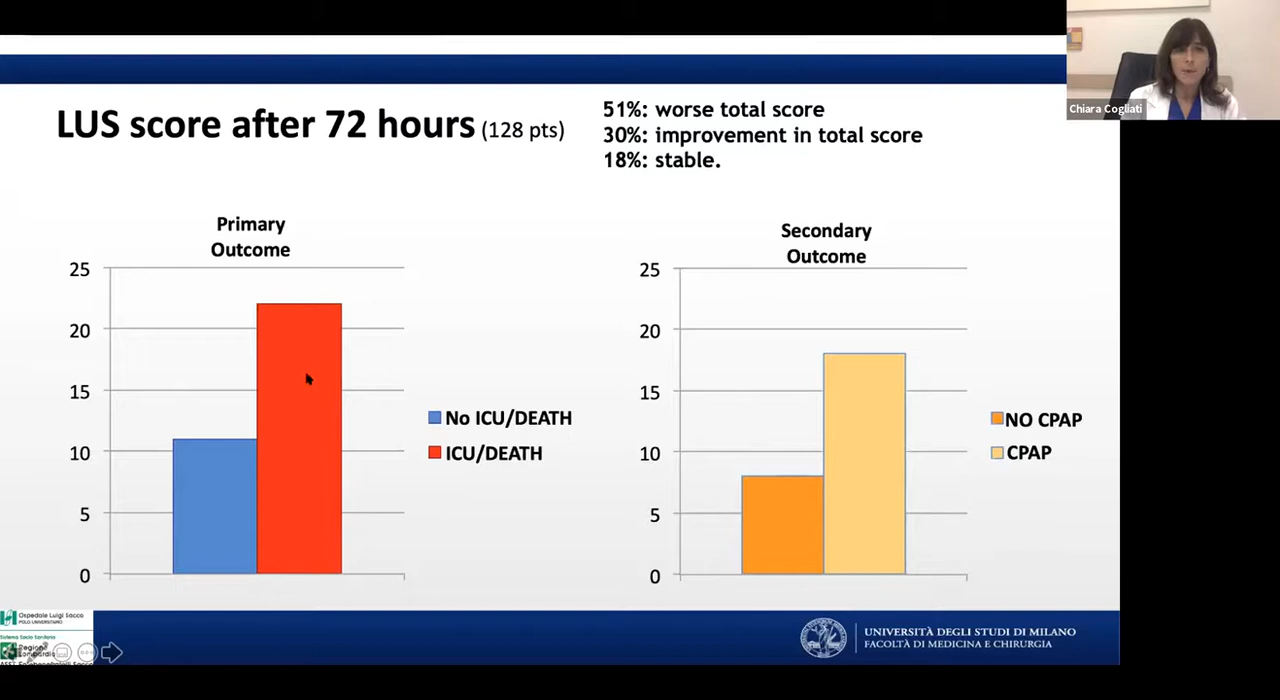 LUS score after 72 hours (128 pts)
51%: worse total score
30%: improvement in total score
18%: stable.
Chiara Cogliati
Primary
Outcome
25
20
15
10
5
0
No ICU/DEATH
ICU/DEATH
Secondary
Outcome
25
20
15
10
5
0
NO CPAP
CPAP
Ospedale Luigi Sacco
POLO UNIVERSITARIO
Sistema Socio Sanitario
Regione
Lombardia
UNIVERSITÀ DEGLI STUDI DI MILANO
FACOLTÀ DI MEDICINA E CHIRURGIA